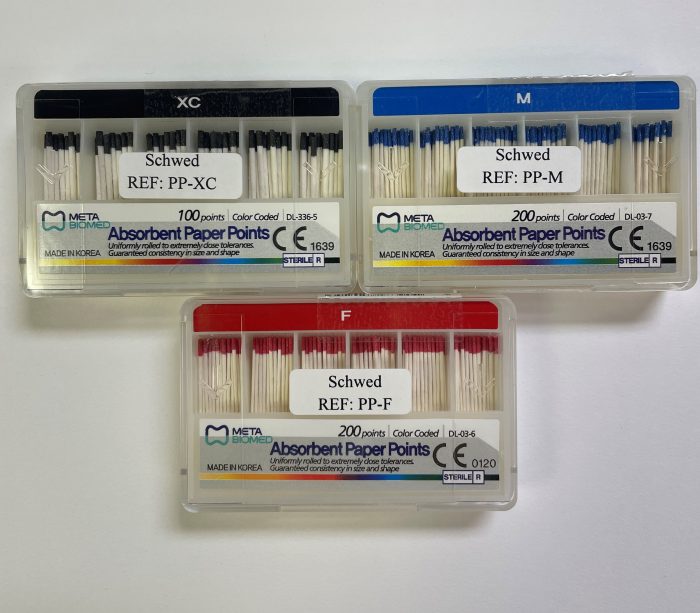 XC
Schwed
REF: PP-XC
META
BIOMED
100 points Color Coded DL-336-5
Absorbent Paper Points
Uniformly rolled to extremely close tolerances.
Guaranteed consistency in size and shape
MADE IN KOREA
CE 1639
STERILE R
M
Schwed
REF: PP-M
META
BIOMED
200 points Color Coded DL-03-7
Absorbent Paper Points
Uniformly rolled to extremely close tolerances.
Guaranteed consistency in size and shape
MADE IN KOREA
CE 1639
STERILE R
F
Schwed
REF: PP-F
META
BIOMED
200 points Color Coded DL-03-6
Absorbent Paper Points
Uniformly rolled to extremely close tolerances.
Guaranteed consistency in size and shape
MADE IN KOREA
CE 0120
STERILE R